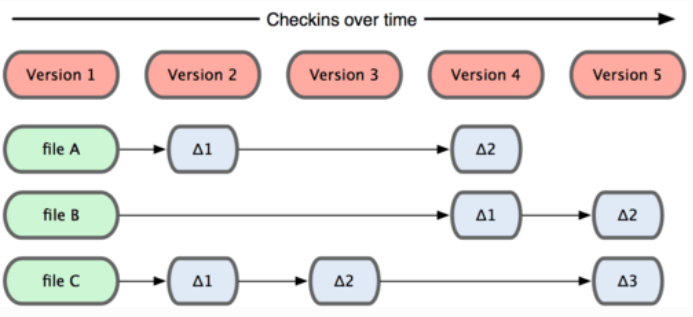 Checkins over time
Version 1 Version 2 Version 3 Version 4 Version 5
file A Δ1 Δ2
file B Δ1 Δ2
file C Δ1 Δ2 Δ3